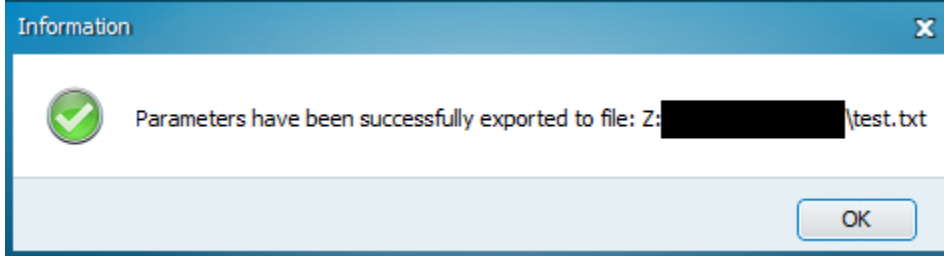 Information
Parameters have been successfully exported to file: Z: \test.txt
OK